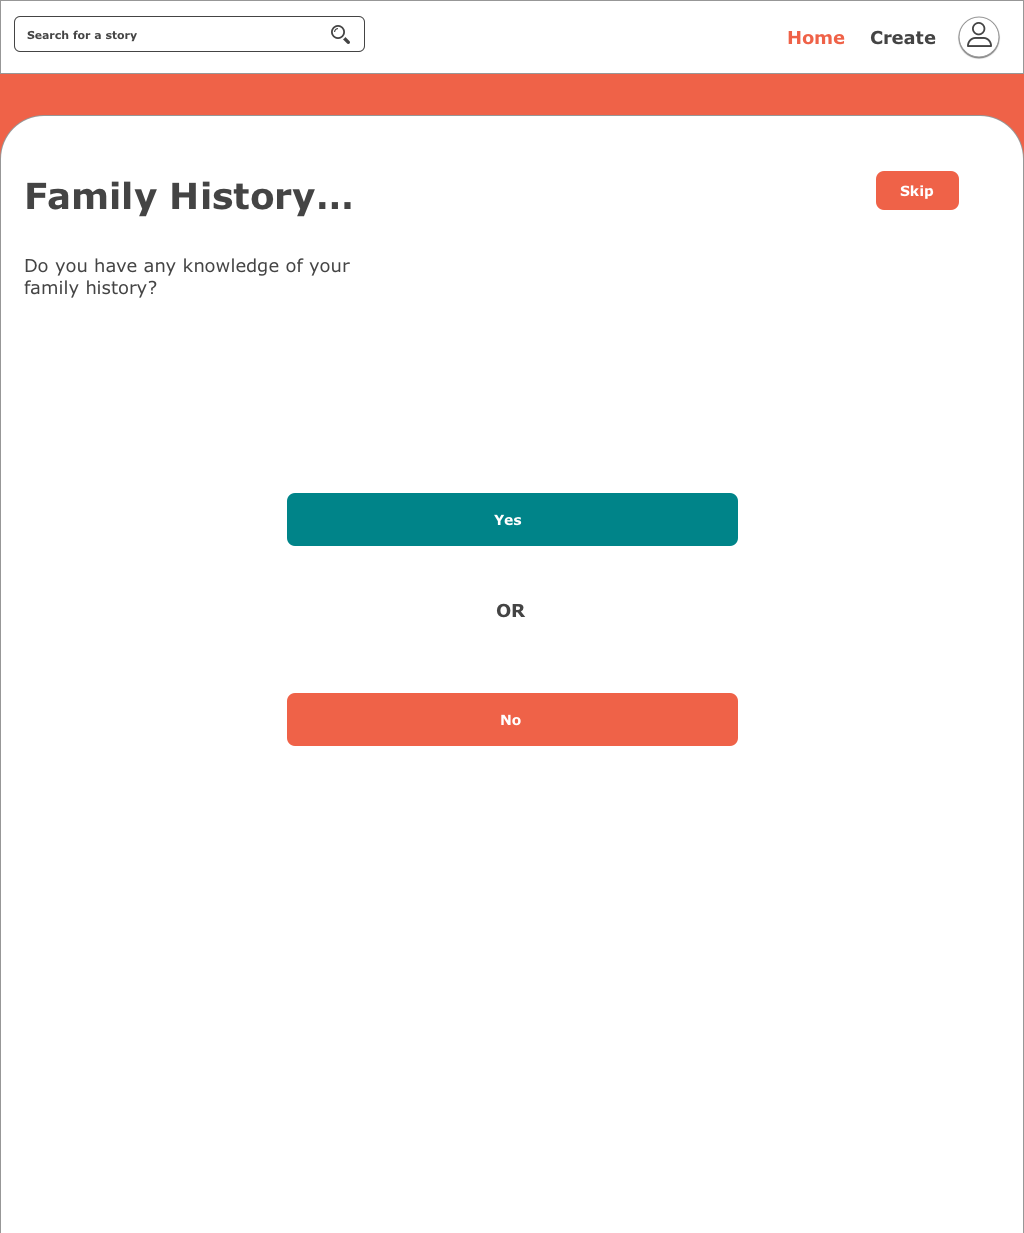 Search for a story
Home
Create
Family History...
Skip
Do you have any knowledge of your
family history?
Yes
OR
No